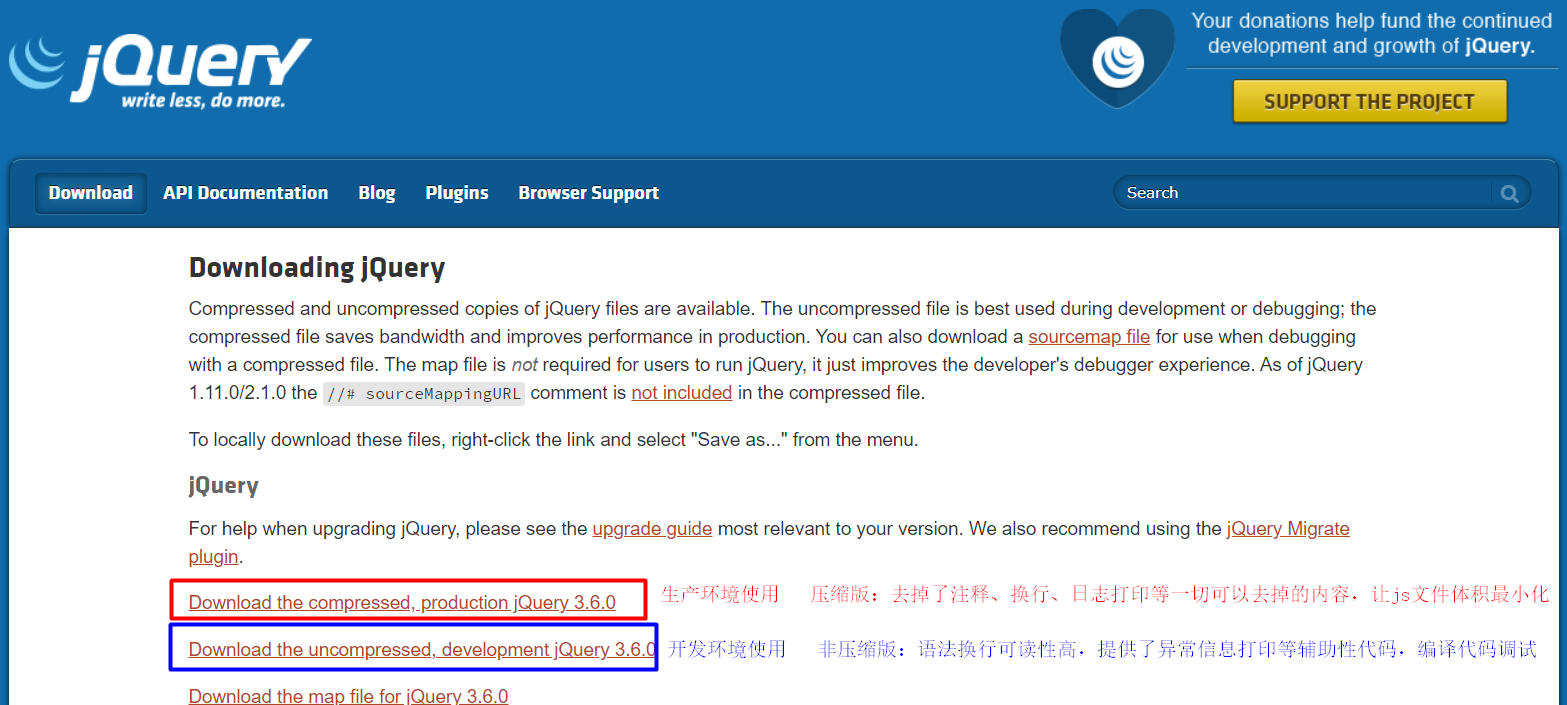 jQuery
write less, do more.
Your donations help fund the continued
development and growth of jQuery.
SUPPORT THE PROJECT
Download API Documentation Blog Plugins Browser Support Search
Downloading jQuery
Compressed and uncompressed copies of jQuery files are available. The uncompressed file is best used during development or debugging; the
compressed file saves bandwidth and improves performance in production. You can also download a sourcemap file for use when debugging
with a compressed file. The map file is not required for users to run jQuery, it just improves the developer's debugger experience. As of jQuery
1.11.0/2.1.0 the //# sourceMappingURL comment is not included in the compressed file.
To locally download these files, right-click the link and select "Save as..." from the menu.
jQuery
For help when upgrading jQuery, please see the upgrade guide most relevant to your version. We also recommend using the jQuery Migrate
plugin.
Download the compressed, production jQuery 3.6.0 生产环境使用 压缩版：去掉了注释、换行、日志打印等一切可以去掉的内容，让js文件体积最小化
Download the uncompressed, development jQuery 3.6.0 开发环境使用 非压缩版：语法换行可读性高，提供了异常信息打印等辅助性代码，编译代码调试
Download the map file for jQuery 3.6.0